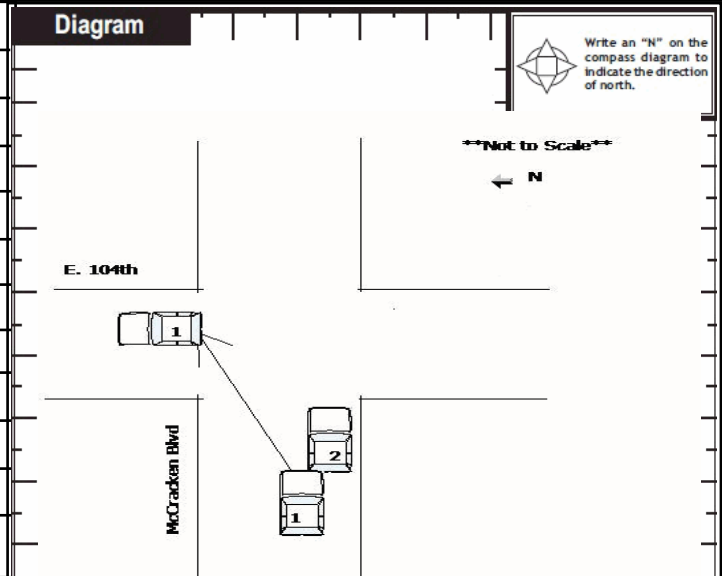 Diagram
Write an “N” on the
compass diagram to
indicate the direction
of north.
**Not to Scale**
N
E. 104th
1
McCracken Blvd
2
1